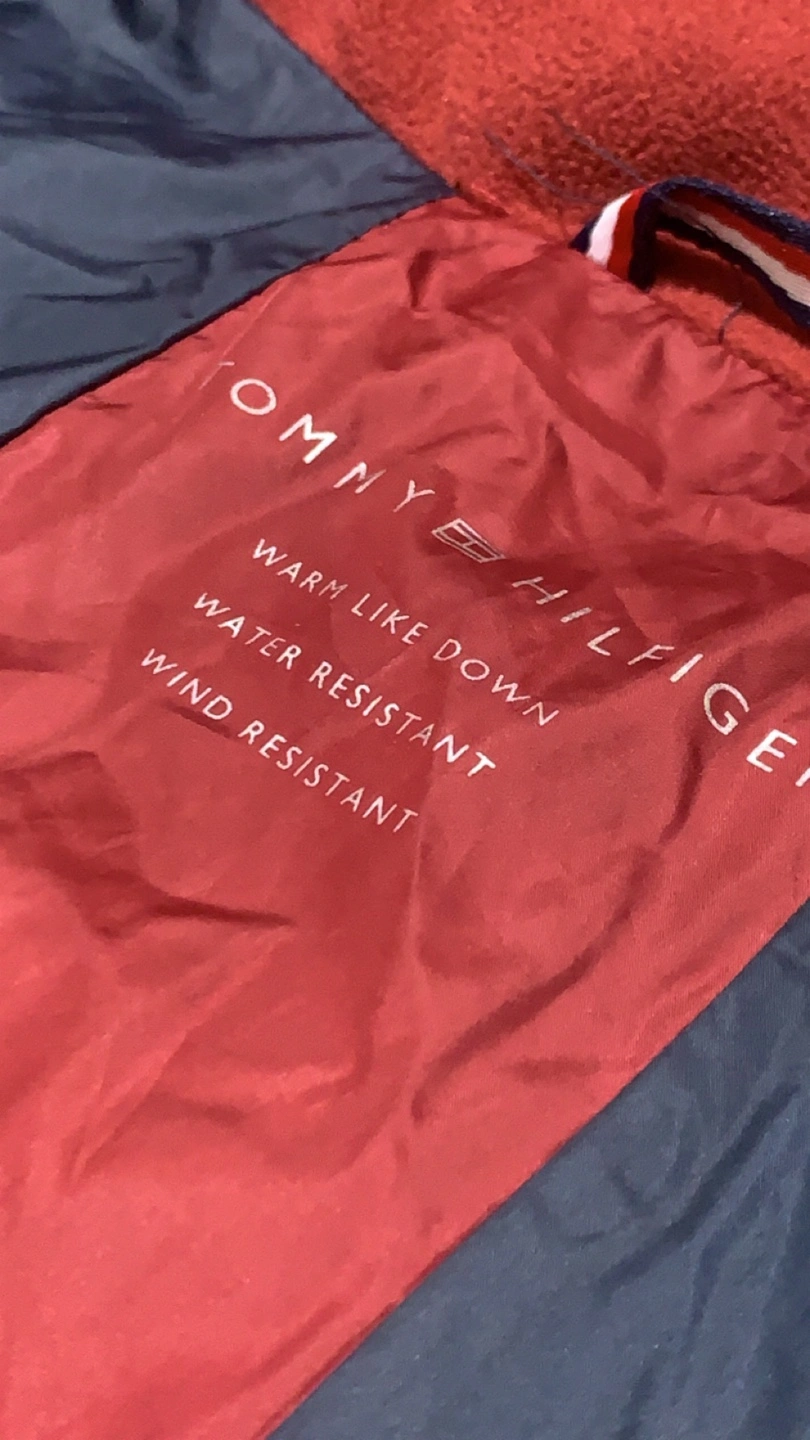 TOMMY HILFIGER
WARM LIKE DOWN
WATER RESISTANT
WIND RESISTANT